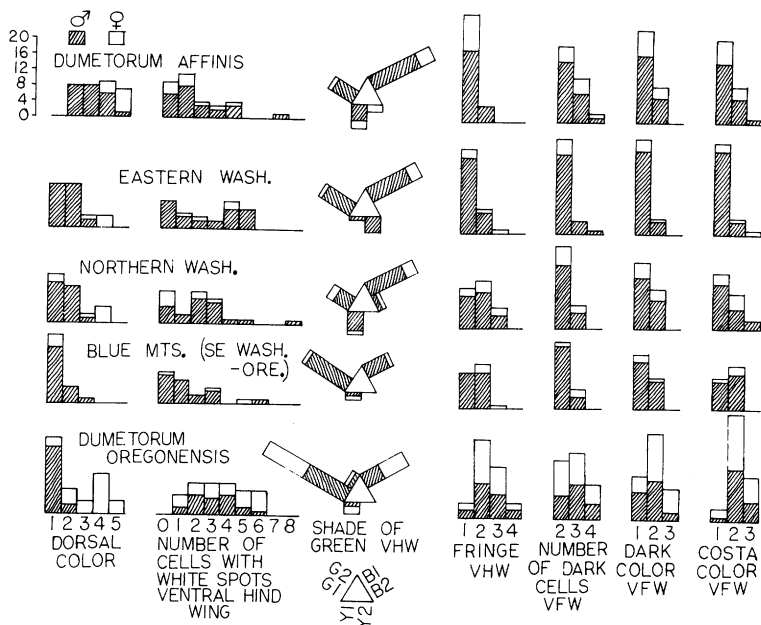 ♂ ♀
20
16
12
8
4
0
DUMETORUM AFFINIS
EASTERN WASH.
NORTHERN WASH.
BLUE MTS. (SE WASH.
-ORE.)
DUMETORUM
OREGONENSIS
1 2 3 4 5
DORSAL
COLOR
0 1 2 3 4 5 6 7 8
NUMBER OF
CELLS WITH
WHITE SPOTS
VENTRAL HIND
WING
SHADE OF
GREEN VHW
G2 B1
G1 B2
Y1 Y2
1 2 3 4
FRINGE
VHW
2 3 4
NUMBER
OF DARK
CELLS
VFW
1 2 3
DARK
COLOR
VFW
1 2 3
COSTA
COLOR
VFW